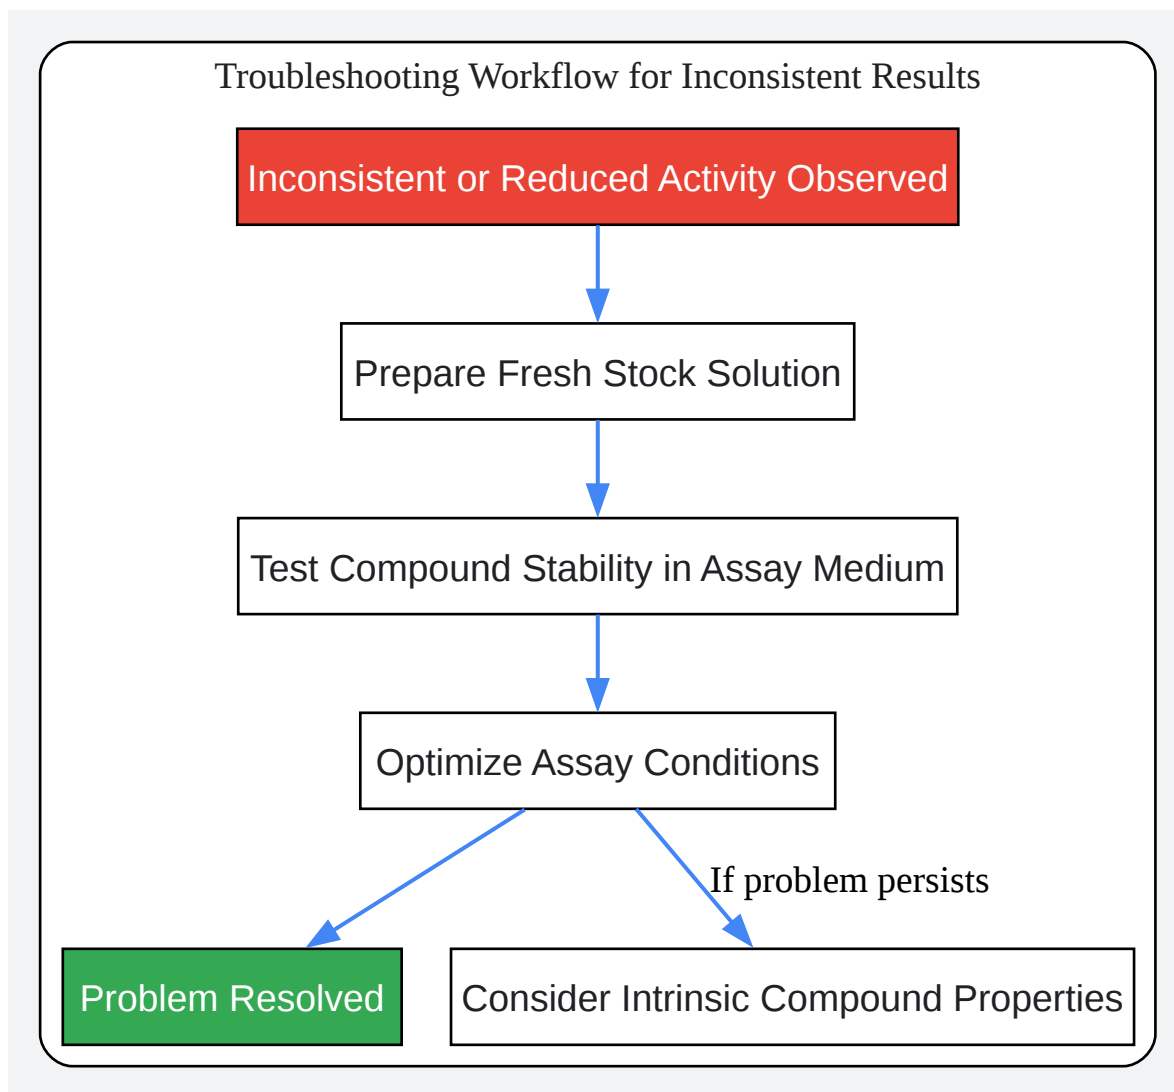 Troubleshooting Workflow for Inconsistent Results
Inconsistent or Reduced Activity Observed
Prepare Fresh Stock Solution
Test Compound Stability in Assay Medium
Optimize Assay Conditions
If problem persists
Problem Resolved
Consider Intrinsic Compound Properties